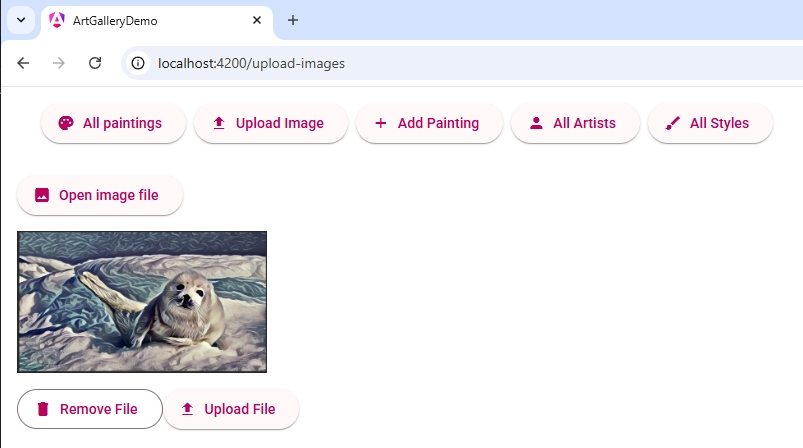 ArtGalleryDemo
localhost:4200/upload-images
All paintings Upload Image Add Painting All Artists All Styles
Open image file
Remove File Upload File